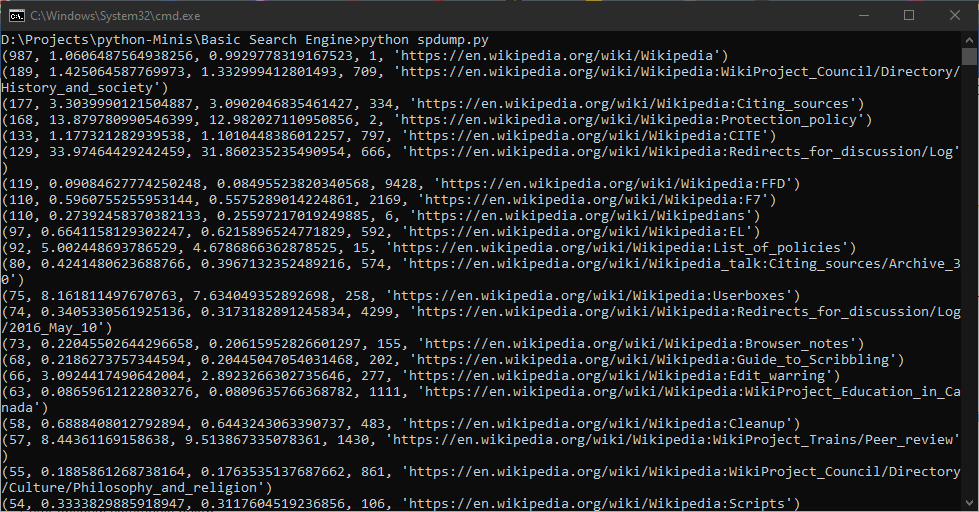 C:\Windows\System32\cmd.exe
D:\Projects\python-Minis\Basic Search Engine>python spdump.py
(987, 1.0606487564938256, 0.9929778319167523, 1, 'https://en.wikipedia.org/wiki/Wikipedia')
(189, 1.425064587769973, 1.332999412801493, 709, 'https://en.wikipedia.org/wiki/Wikipedia:WikiProject_Council/Directory/
History_and_society')
(177, 3.3039990121504887, 3.0902046835461427, 334, 'https://en.wikipedia.org/wiki/Wikipedia:Citing_sources')
(168, 13.879780990546399, 12.982027110950856, 2, 'https://en.wikipedia.org/wiki/Wikipedia:Protection_policy')
(133, 1.177321282939538, 1.1010448386012257, 797, 'https://en.wikipedia.org/wiki/Wikipedia:CITE')
(129, 33.97464429242459, 31.860235235490954, 666, 'https://en.wikipedia.org/wiki/Wikipedia:Redirects_for_discussion/Log'
)
(119, 0.09084627774250248, 0.08495523820340568, 9428, 'https://en.wikipedia.org/wiki/Wikipedia:FFD')
(110, 0.5960755255953144, 0.5575289014224861, 2169, 'https://en.wikipedia.org/wiki/Wikipedia:F7')
(110, 0.27392458370382133, 0.25597217019249885, 6, 'https://en.wikipedia.org/wiki/Wikipedians')
(97, 0.6641158129302247, 0.6215896524771829, 592, 'https://en.wikipedia.org/wiki/Wikipedia:EL')
(92, 5.002448693786529, 4.6786866362878525, 15, 'https://en.wikipedia.org/wiki/Wikipedia:List_of_policies')
(80, 0.4241480623688766, 0.3967132352489216, 574, 'https://en.wikipedia.org/wiki/Wikipedia_talk:Citing_sources/Archive_3
0')
(75, 8.161811497670763, 7.634049352892698, 258, 'https://en.wikipedia.org/wiki/Wikipedia:Userboxes')
(74, 0.3405330561925136, 0.3173182891245834, 4299, 'https://en.wikipedia.org/wiki/Wikipedia:Redirects_for_discussion/Log
/2016_May_10')
(73, 0.22045502644296658, 0.20615952826601297, 155, 'https://en.wikipedia.org/wiki/Wikipedia:Browser_notes')
(68, 0.2186273757344594, 0.20445047054031468, 202, 'https://en.wikipedia.org/wiki/Wikipedia:Guide_to_Scribbling')
(66, 3.0924417490642004, 2.8923266302735646, 277, 'https://en.wikipedia.org/wiki/Wikipedia:Edit_warring')
(63, 0.08659612122803276, 0.0809635766368782, 1111, 'https://en.wikipedia.org/wiki/Wikipedia:WikiProject_Education_in_Ca
nada')
(58, 0.6888408012792894, 0.6443243063390737, 483, 'https://en.wikipedia.org/wiki/Wikipedia:Cleanup')
(57, 8.44361169158638, 9.513867335078361, 1430, 'https://en.wikipedia.org/wiki/Wikipedia:WikiProject_Trains/Peer_review'
)
(55, 0.1885861268738164, 0.1763535137687662, 861, 'https://en.wikipedia.org/wiki/Wikipedia:WikiProject_Council/Directory
/Culture/Philosophy_and_religion')
(54, 0.3333829885918947, 0.3117604519236856, 106, 'https://en.wikipedia.org/wiki/Wikipedia:Scripts')